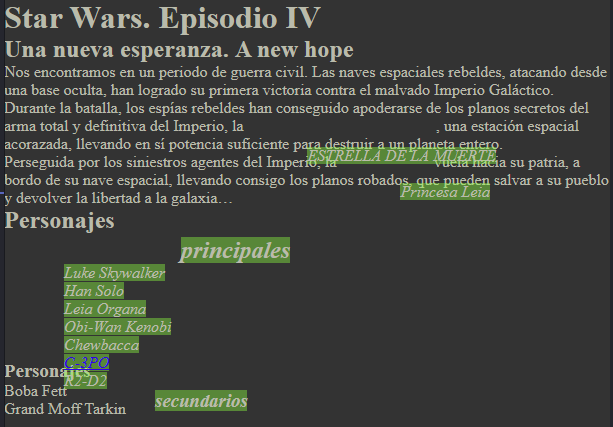 Star Wars. Episodio IV
Una nueva esperanza. A new hope
Nos encontramos en un periodo de guerra civil. Las naves espaciales rebeldes, atacando desde
una base oculta, han logrado su primera victoria contra el malvado Imperio Galáctico.
Durante la batalla, los espías rebeldes han conseguido apoderarse de los planos secretos del
arma total y definitiva del Imperio, la , una estación espacial
acorazada, llevando en sí potencia suficiente para destruir a un planeta entero.
ESTRELLA DE LA MUERTE
Perseguida por los siniestros agentes del Imperio, la vuela hacia su patria, a
bordo de su nave espacial, llevando consigo los planos robados, que pueden salvar a su pueblo
Princesa Leia
y devolver la libertad a la galaxia…
Personajes
principales
Luke Skywalker
Han Solo
Leia Organa
Obi-Wan Kenobi
Chewbacca
C-3PO
Personajes
R2-D2
Boba Fett
secundarios
Grand Moff Tarkin